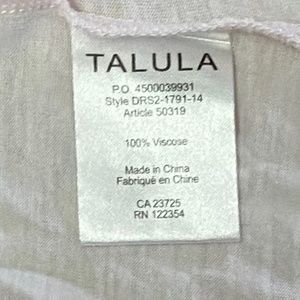 TALULA
P.O. 4500039931
Style DRS2-1791-14
Article 50319
100% Viscose
Made in China
Fabriqué en Chine
CA 23725
RN 122354